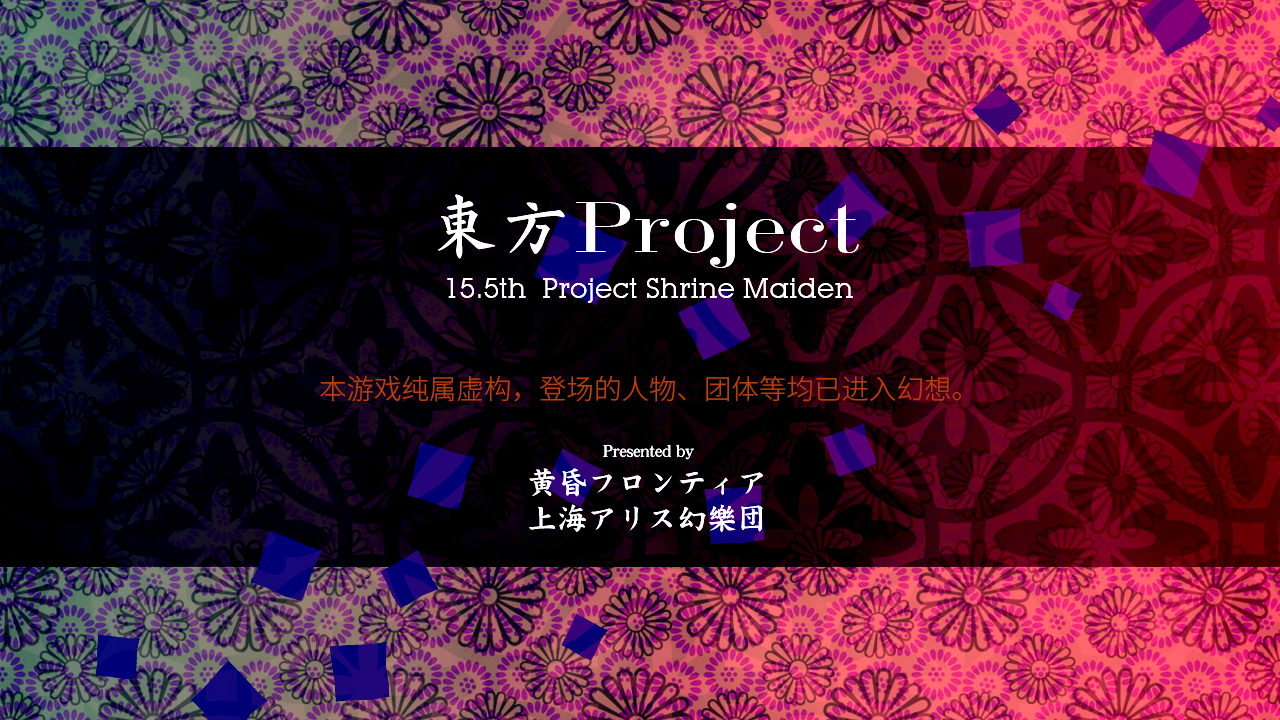 東方Project
15.5th Project Shrine Maiden
本游戏纯属虚构，登场的人物、团体等均已进入幻想。
Presented by
黄昏フロンティア
上海アリス幻樂団